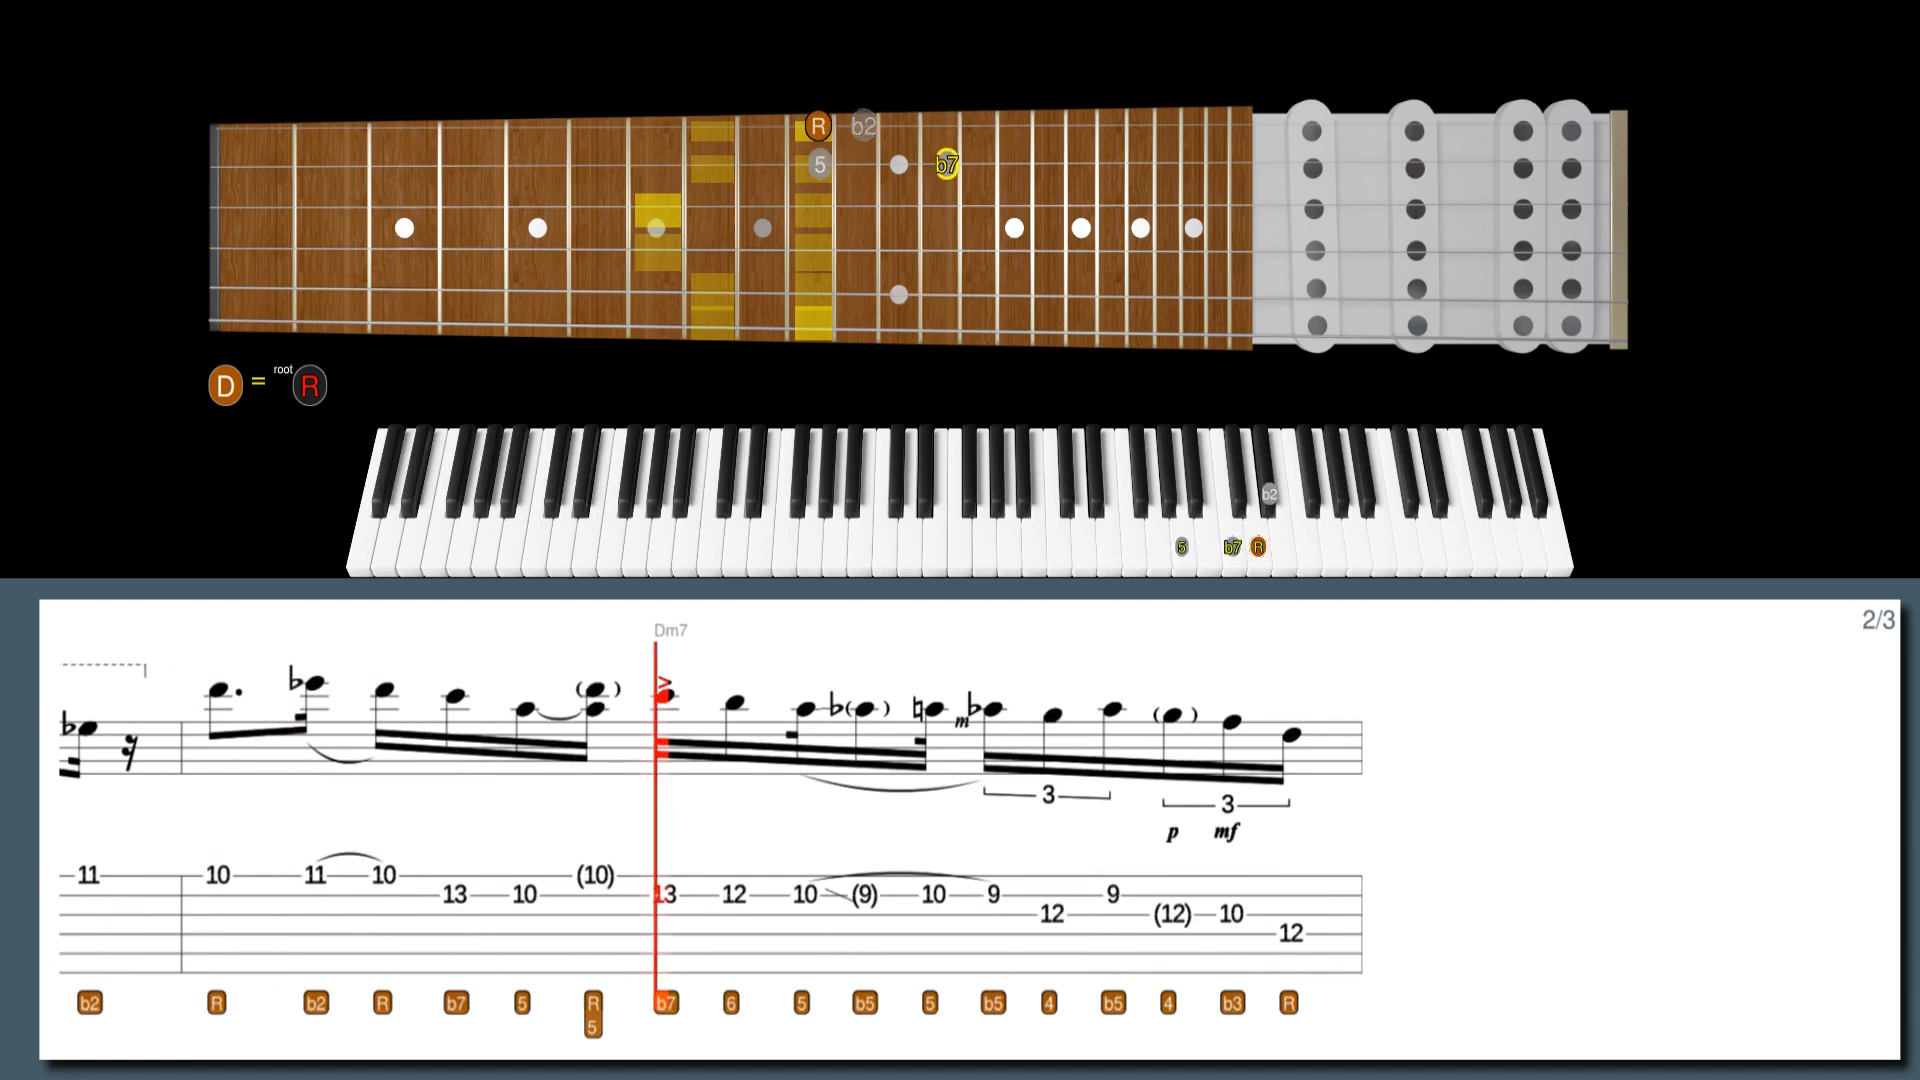 R b2
5 b7
D = root R
b2
5 b7 R
2/3
Dm7
m
3 3
p mf
11 10 11 10 (10)
13 10 13 12 10 (9) 10 9 9
12 (12) 10
12
b2 R b2 R b7 5 R b7 6 5 b5 5 b5 4 b5 4 b3 R
5